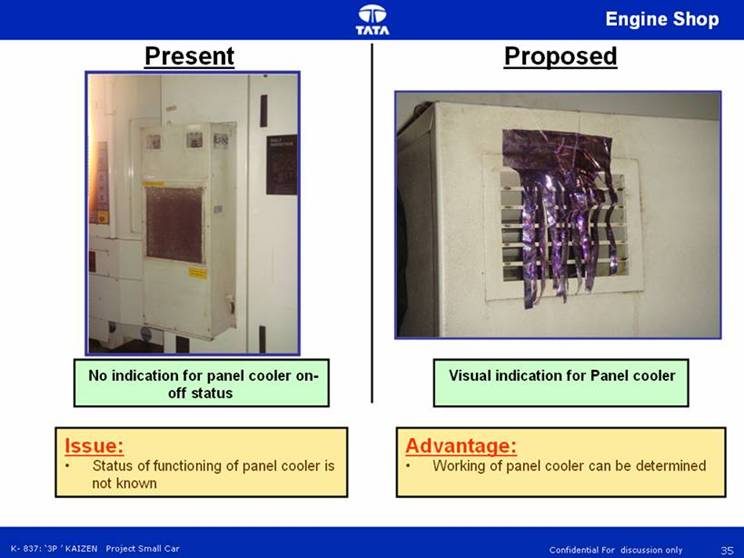 TATA
Engine Shop
Present
Proposed
No indication for panel cooler on-
off status
Visual indication for Panel cooler
Issue:
• Status of functioning of panel cooler is
not known
Advantage:
• Working of panel cooler can be determined
K- 837: '3P ' KAIZEN Project Small Car
Confidential For discussion only
35